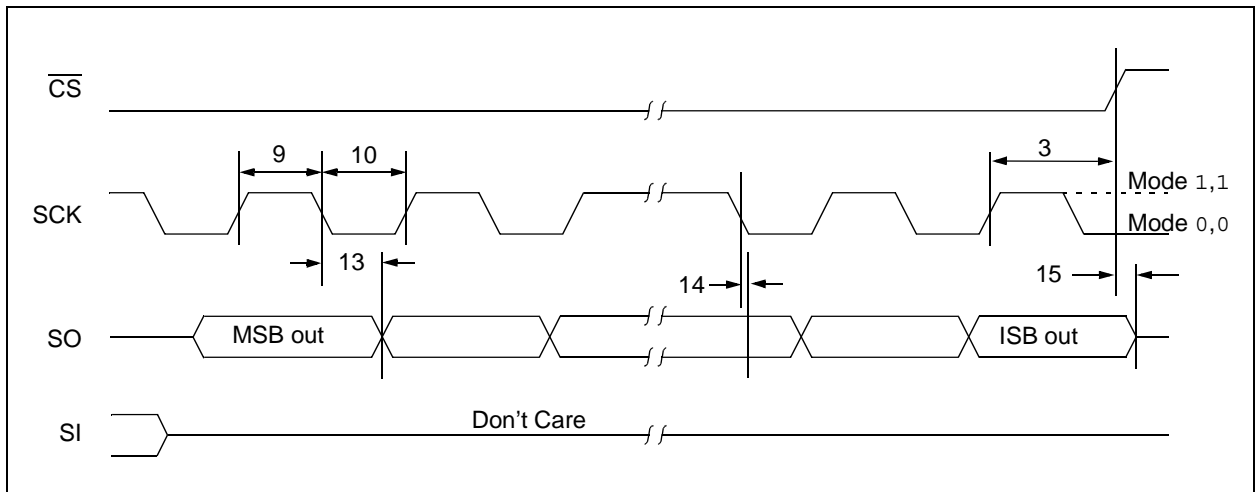 CS
9
10
3
SCK
Mode 1,1
Mode 0,0
13
14
15
SO
MSB out
ISB out
SI
Don't Care